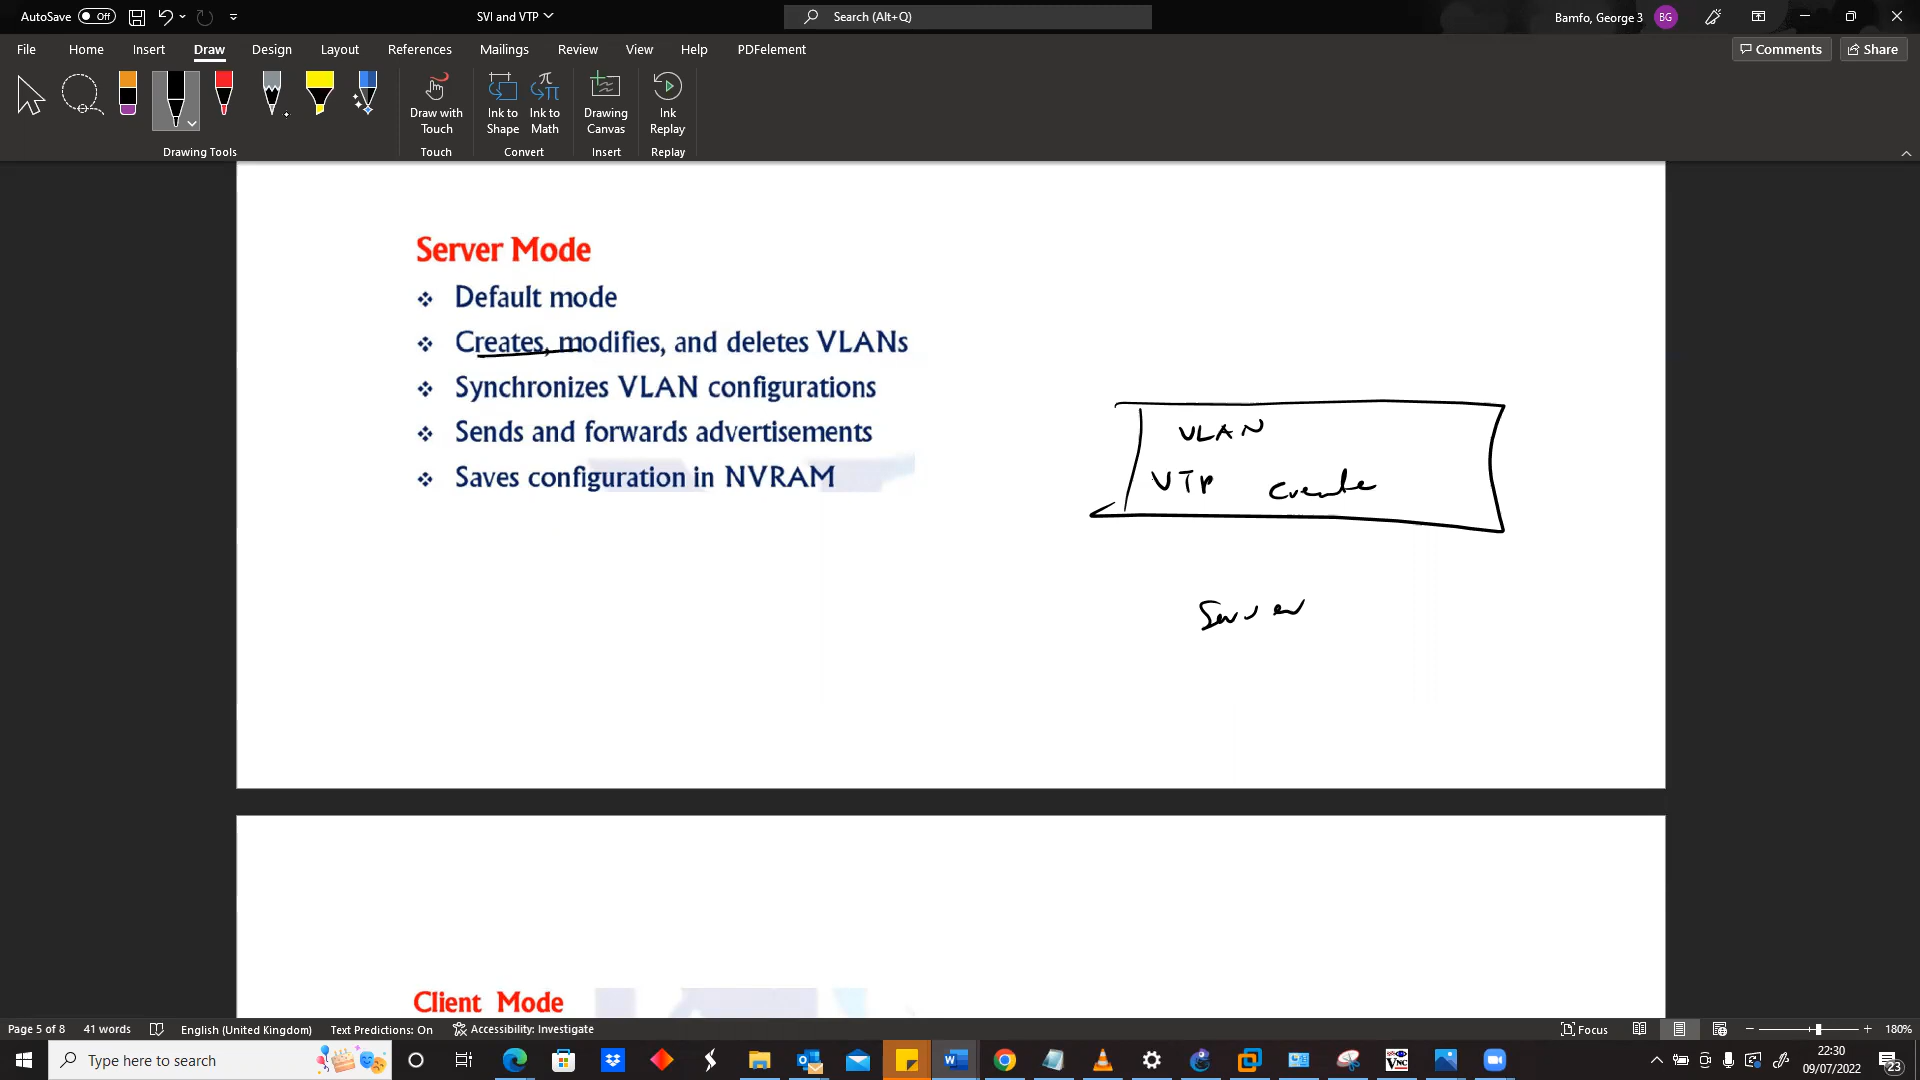 AutoSave Off SVI and VTP Search (Alt+Q) Bamfo, George 3 BG
File Home Insert Draw Design Layout References Mailings Review View Help PDFelement Comments Share
Draw with Touch
Ink to Shape
Ink to Math
Drawing Canvas
Ink Replay
Drawing Tools Touch Convert Insert Replay
Server Mode
❖ Default mode
❖ Creates, modifies, and deletes VLANs
❖ Synchronizes VLAN configurations
❖ Sends and forwards advertisements
❖ Saves configuration in NVRAM
VLAN
VTP Create
Server
Client Mode
Page 5 of 8 41 words English (United Kingdom) Text Predictions: On Accessibility: Investigate Focus 180%
Type here to search 22:30
09/07/2022 23